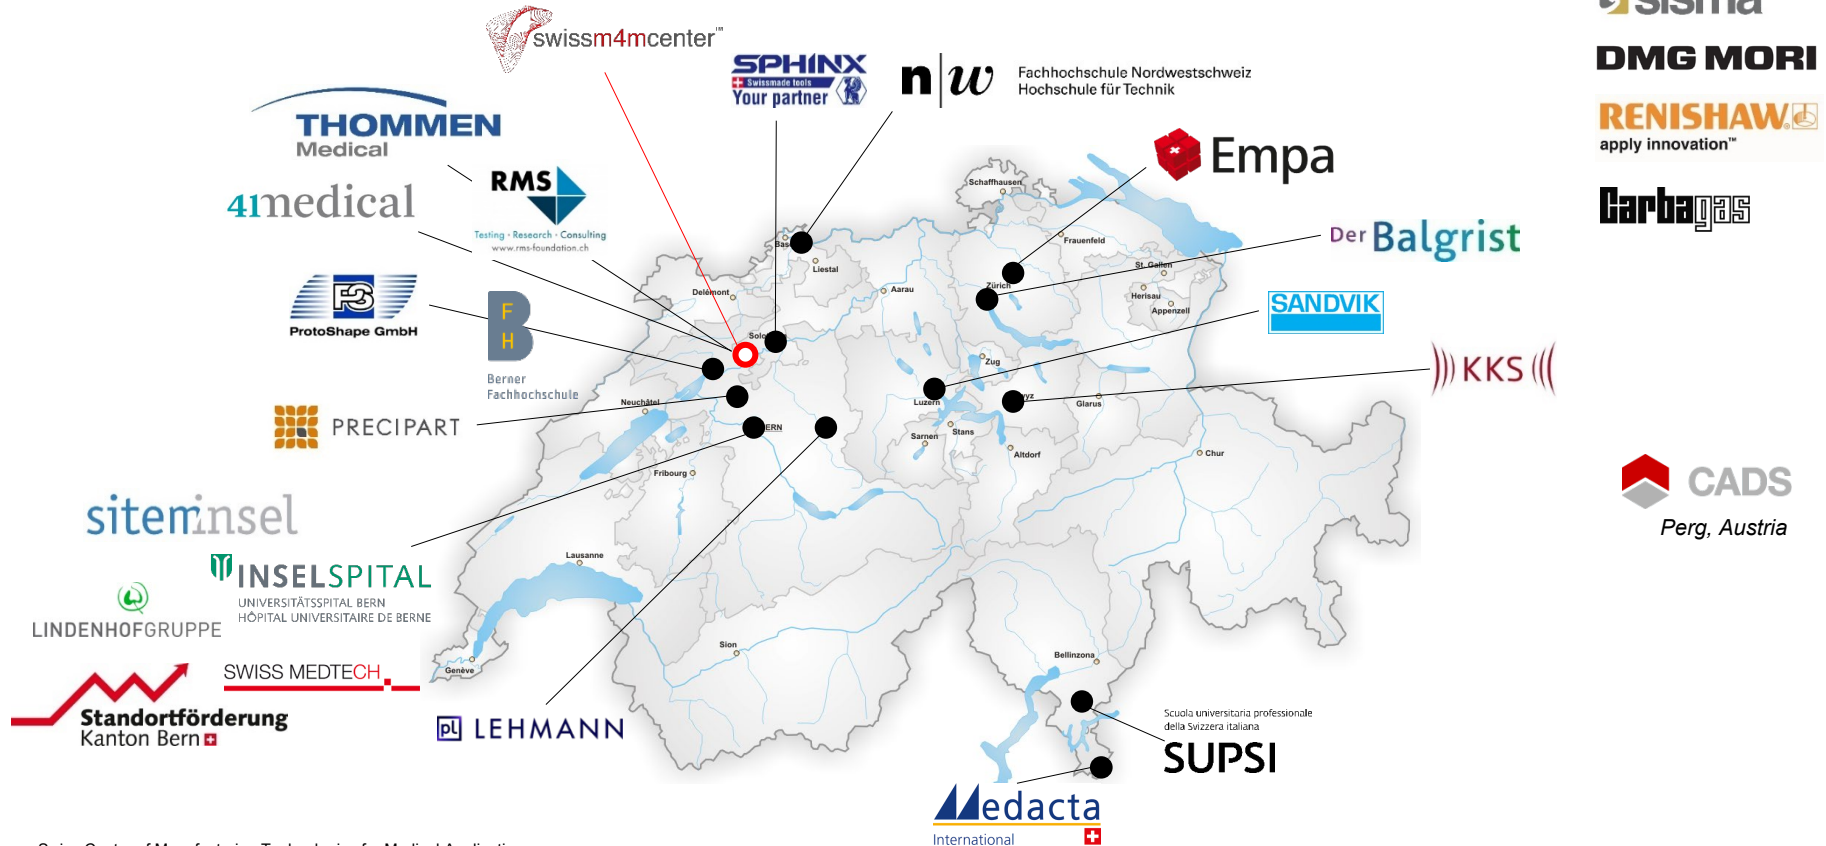 swissm4mcenter™
sisma
SPHINX
Swissmade tools
Your partner
n|w
Fachhochschule Nordwestschweiz
Hochschule für Technik
DMG MORI
THOMMEN
Medical
RENISHAW®
apply innovation™
Empa
41medical
RMS
Testing • Research • Consulting
www.rms-foundation.ch
Carbagas
Schaffhausen
Der Balgrist
Frauenfeld
Liestal
St. Gallen
Delémont
Aarau
Zürich
Herisau
Appenzell
ProtoShape GmbH
F
H
Berner
Fachhochschule
SANDVIK
Zug
KKS
Neuchâtel
Luzern
Glarus
PRECIPART
Sarnen
Stans
Altdorf
Chur
Fribourg
CADS
Perg, Austria
siteminsel
Lausanne
INSELSPITAL
UNIVERSITÄTSSPITAL BERN
HÔPITAL UNIVERSITAIRE DE BERNE
LINDENHOFGRUPPE
Sion
Bellinzona
Genève
SWISS MEDTECH
Standortförderung
Kanton Bern
pl LEHMANN
Scuola universitaria professionale
della Svizzera italiana
SUPSI
Medacta
International